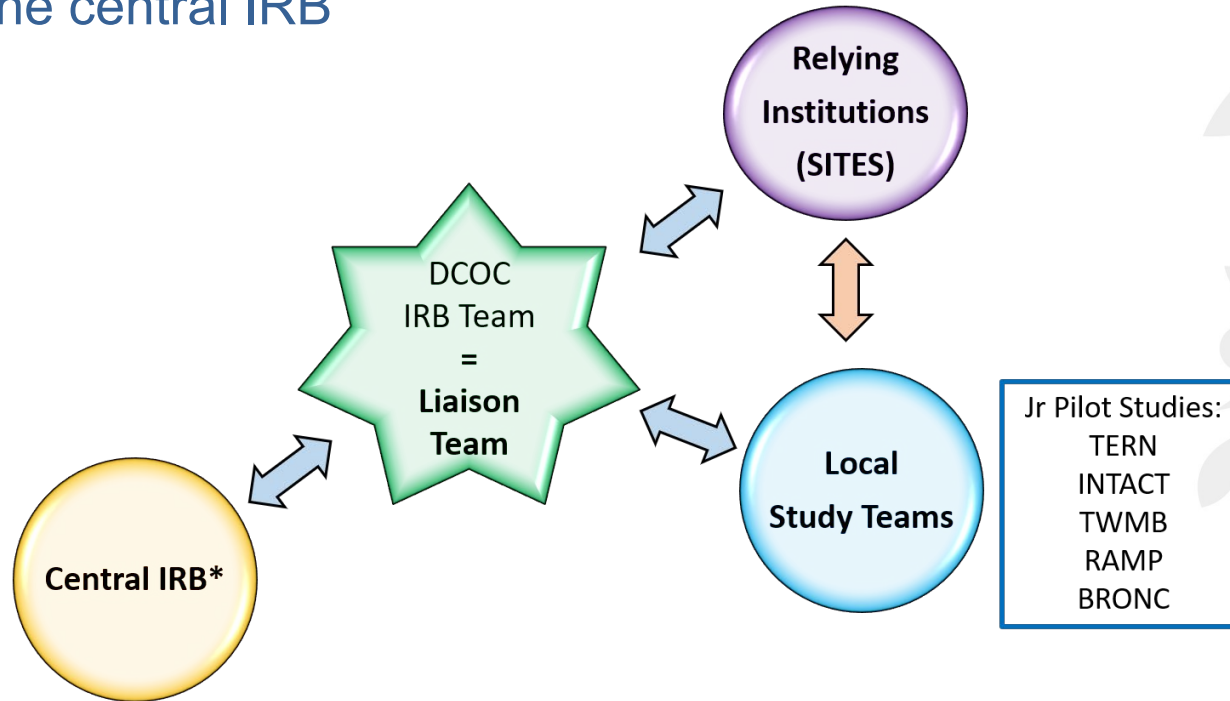 ne central IRB
Relying
Institutions
(SITES)
DCOC
IRB Team
=
Liaison
Team
Local
Study Teams
Central IRB*
Jr Pilot Studies:
TERN
INTACT
TWMB
RAMP
BRONC